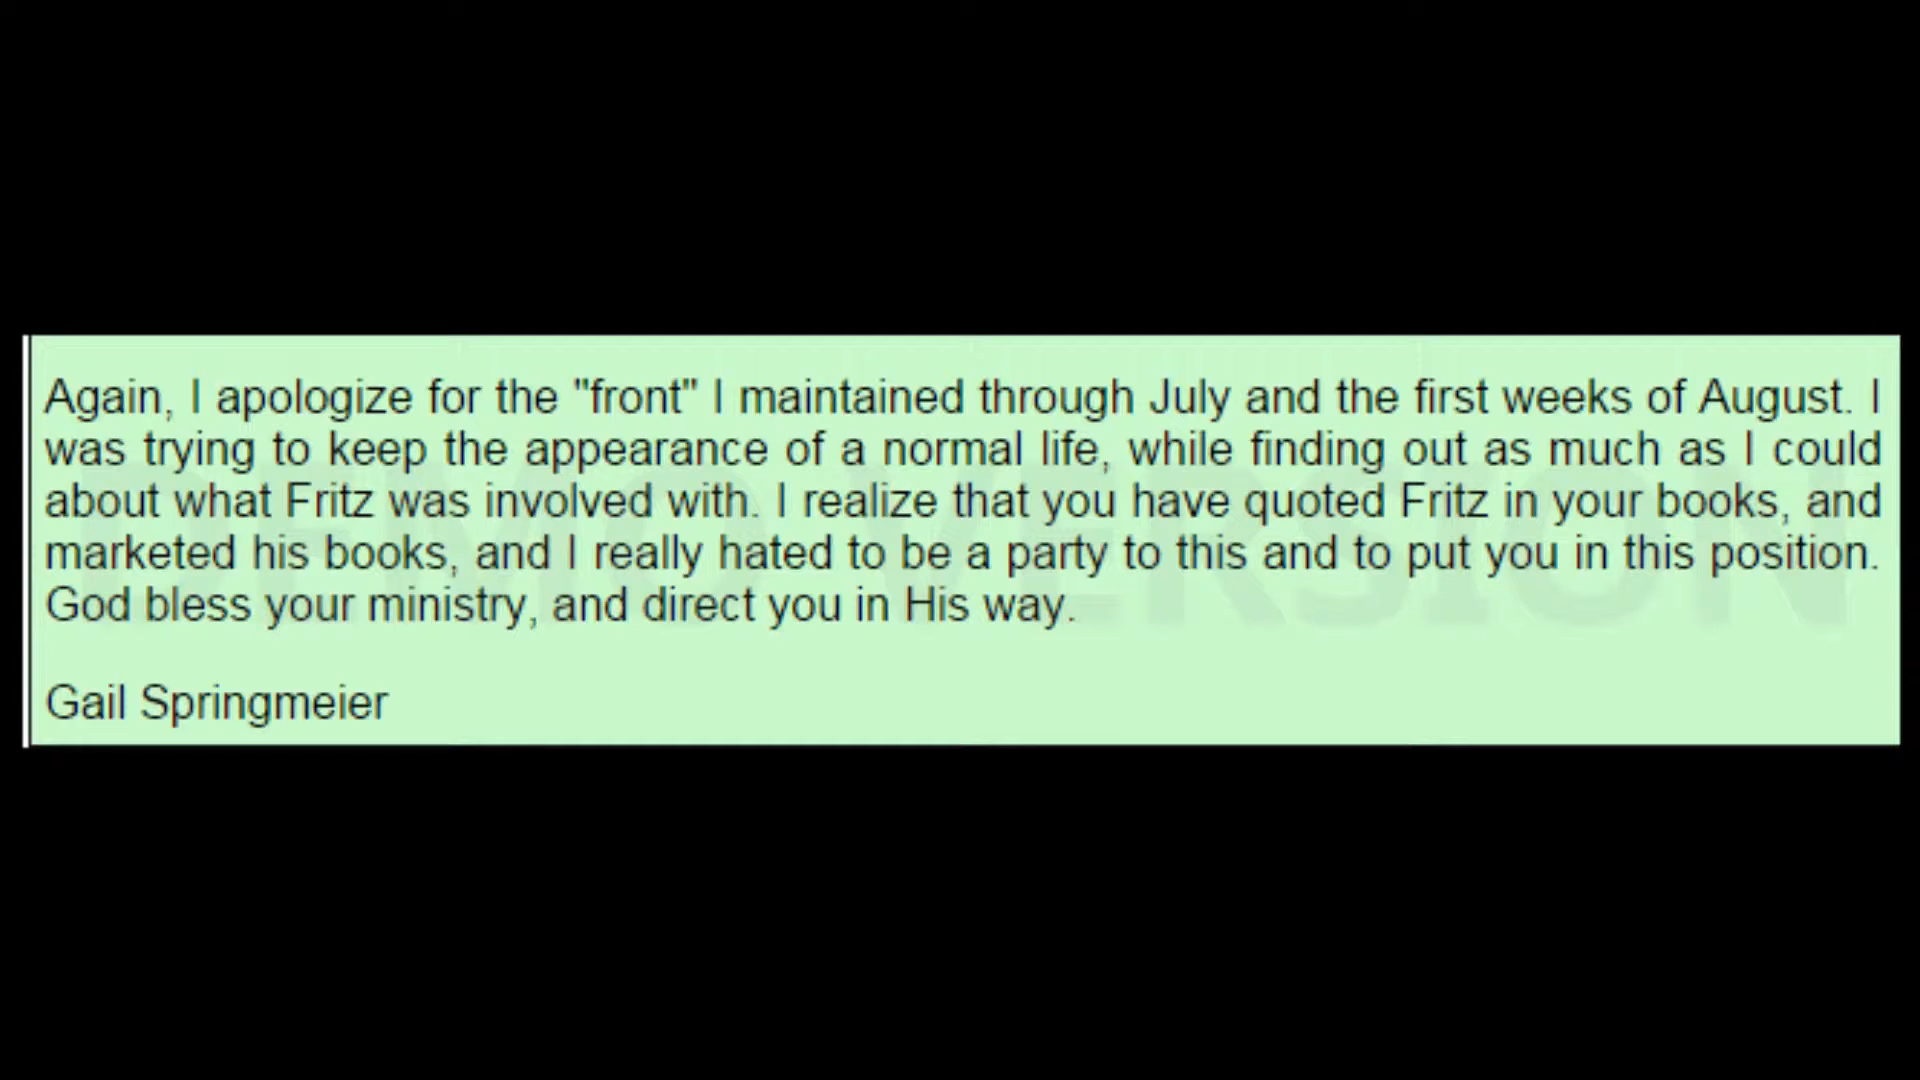 Again, I apologize for the "front" I maintained through July and the first weeks of August. I
was trying to keep the appearance of a normal life, while finding out as much as I could
about what Fritz was involved with. I realize that you have quoted Fritz in your books, and
marketed his books, and I really hated to be a party to this and to put you in this position.
God bless your ministry, and direct you in His way.
Gail Springmeier
DEMO VERSION